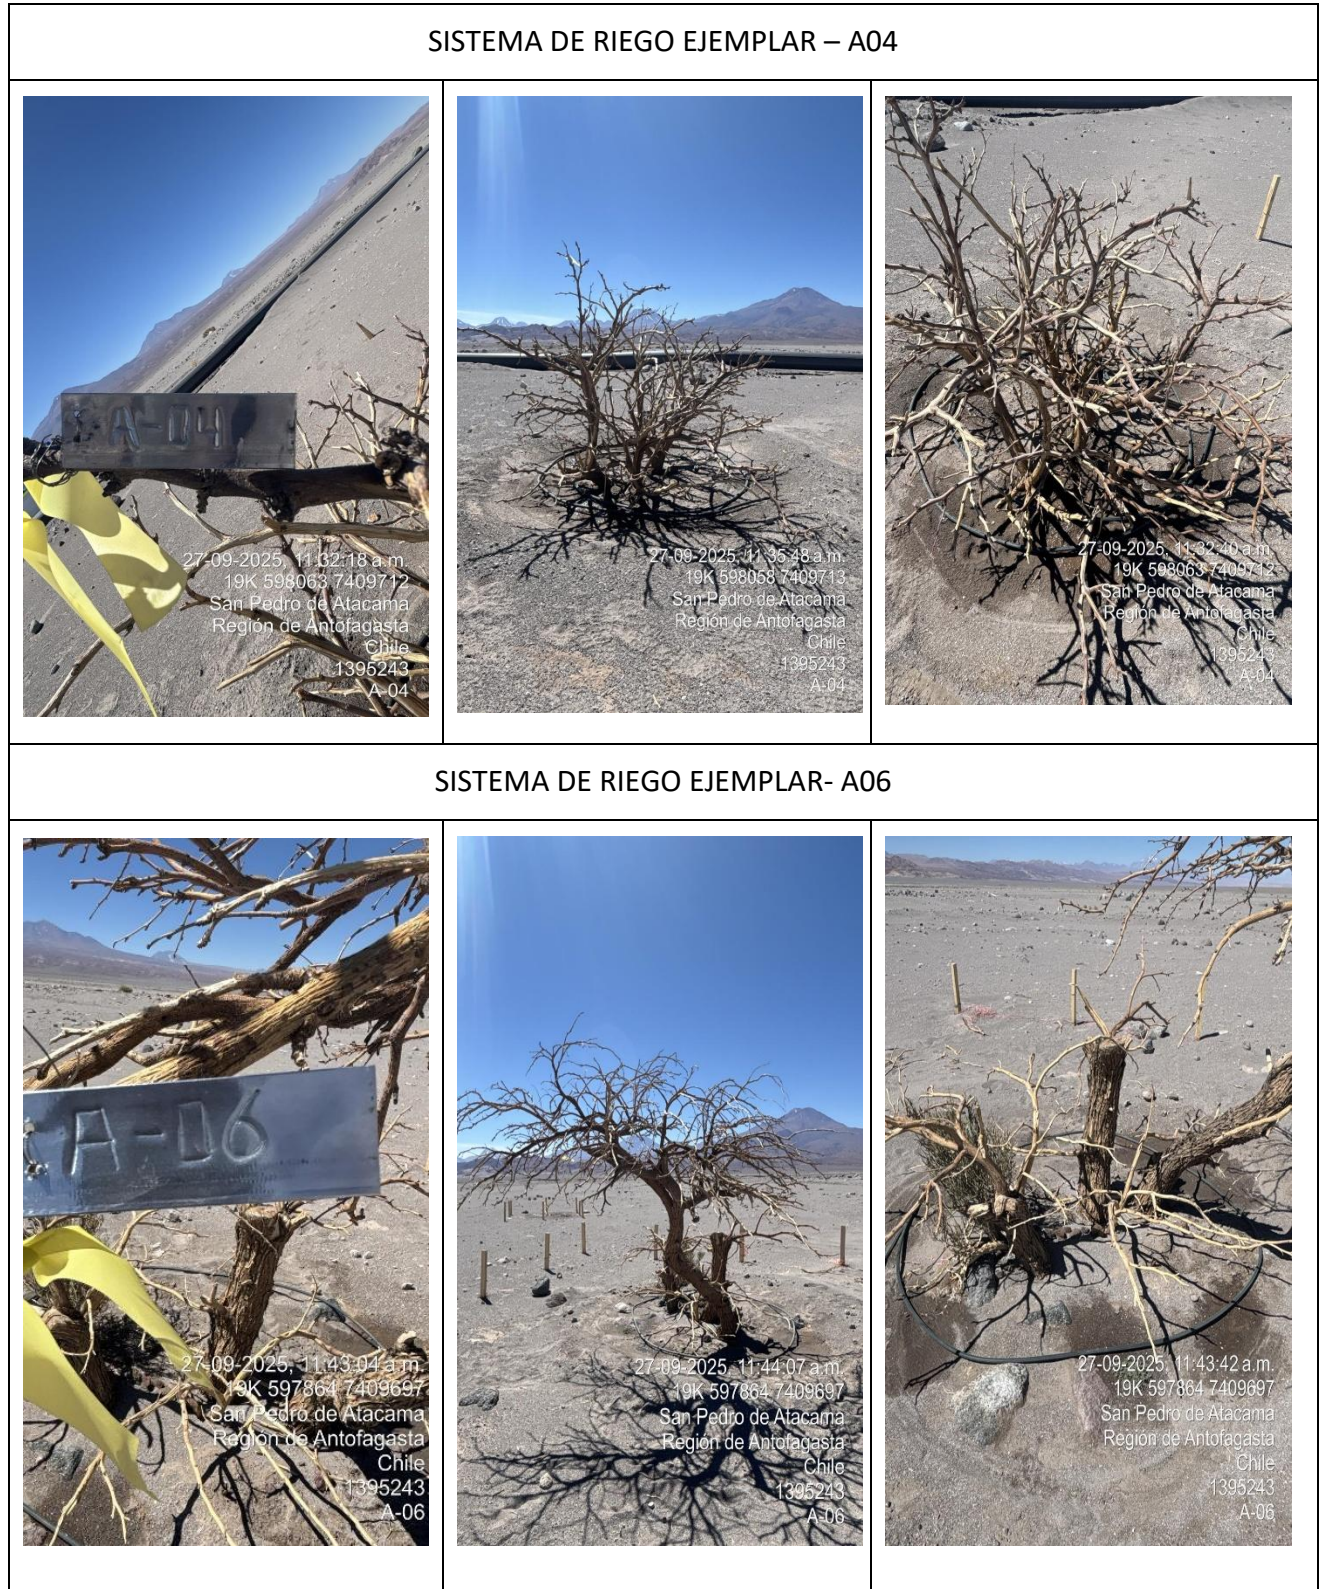 SISTEMA DE RIEGO EJEMPLAR – A04
A-04
27-09-2025, 11:32:18 a.m.
19K 598063 7409712
San Pedro de Atacama
Región de Antofagasta
Chile
1395243
A-04
27-09-2025, 11:35:48 a.m.
19K 598058 7409713
San Pedro de Atacama
Región de Antofagasta
Chile
1395243
A-04
27-09-2025, 11:32:40 a.m.
19K 598063 7409712
San Pedro de Atacama
Región de Antofagasta
Chile
1395243
A-04
SISTEMA DE RIEGO EJEMPLAR- A06
A-06
27-09-2025, 11:43:04 a.m.
19K 597864 7409697
San Pedro de Atacama
Región de Antofagasta
Chile
1395243
A-06
27-09-2025, 11:44:07 a.m.
19K 597864 7409697
San Pedro de Atacama
Región de Antofagasta
Chile
1395243
A-06
27-09-2025, 11:43:42 a.m.
19K 597864 7409697
San Pedro de Atacama
Región de Antofagasta
Chile
1395243
A-06